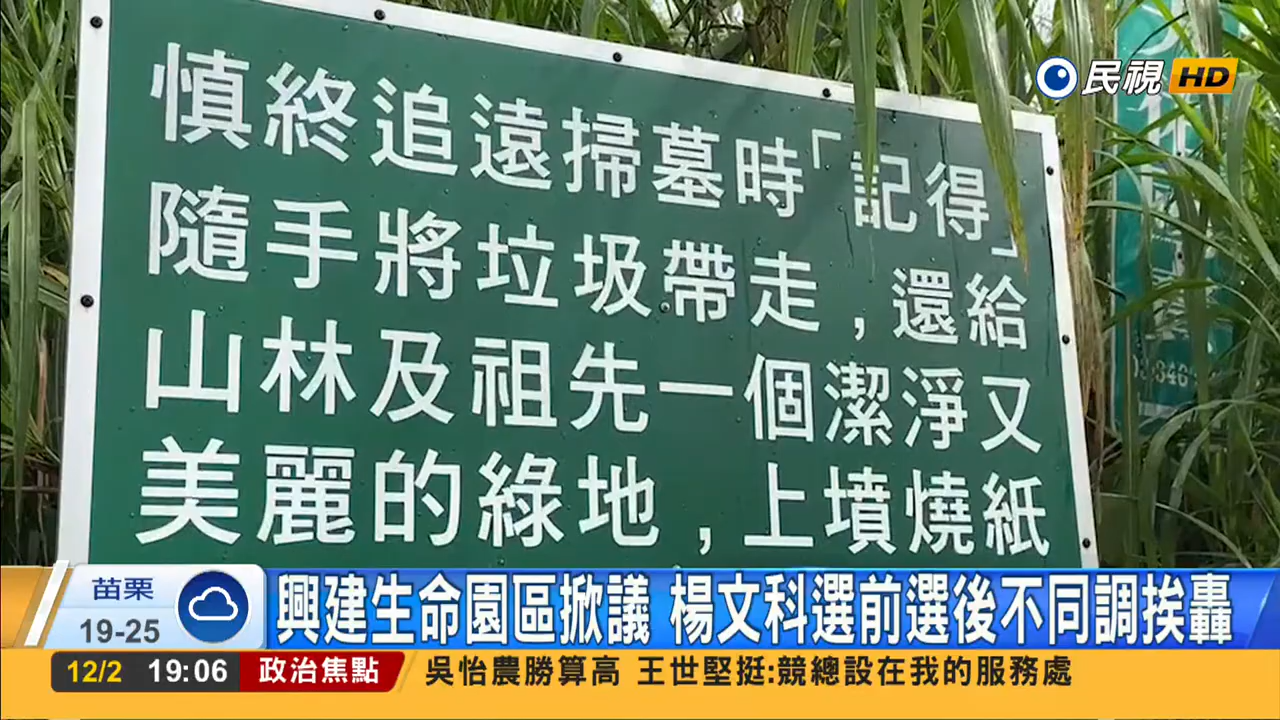 民視 HD
慎終追遠掃墓時「記得」
隨手將垃圾帶走,還給
山林及祖先一個潔淨又
美麗的綠地,上墳燒紙
苗栗
19-25
興建生命園區掀議 楊文科選前選後不同調挨轟
12/2 19:06 政治焦點 吳怡農勝算高 王世堅挺:競總設在我的服務處